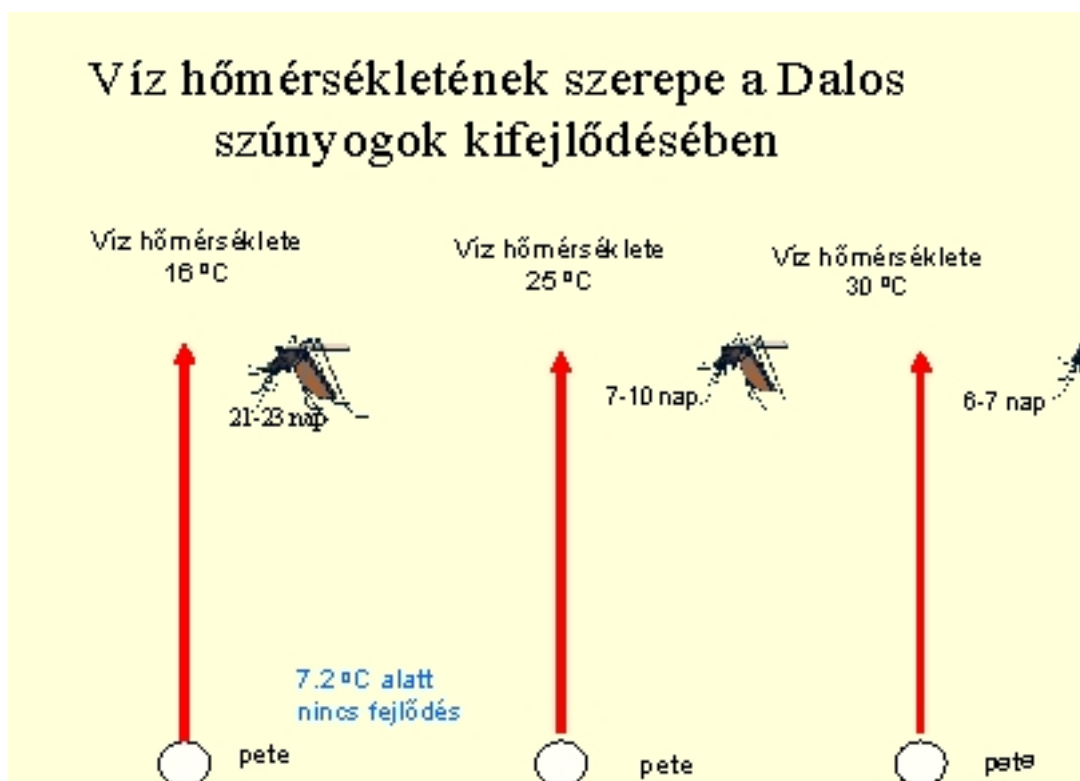 Víz hőmérsékletének szerepe a Dalos
szúnyogok kifejlődésében
Víz hőmérséklete
16 ºC
Víz hőmérséklete
25 ºC
Víz hőmérséklete
30 ºC
21-23 nap
7-10 nap
6-7 nap
7.2 ºC alatt
nincs fejlődés
pete
pete
pete